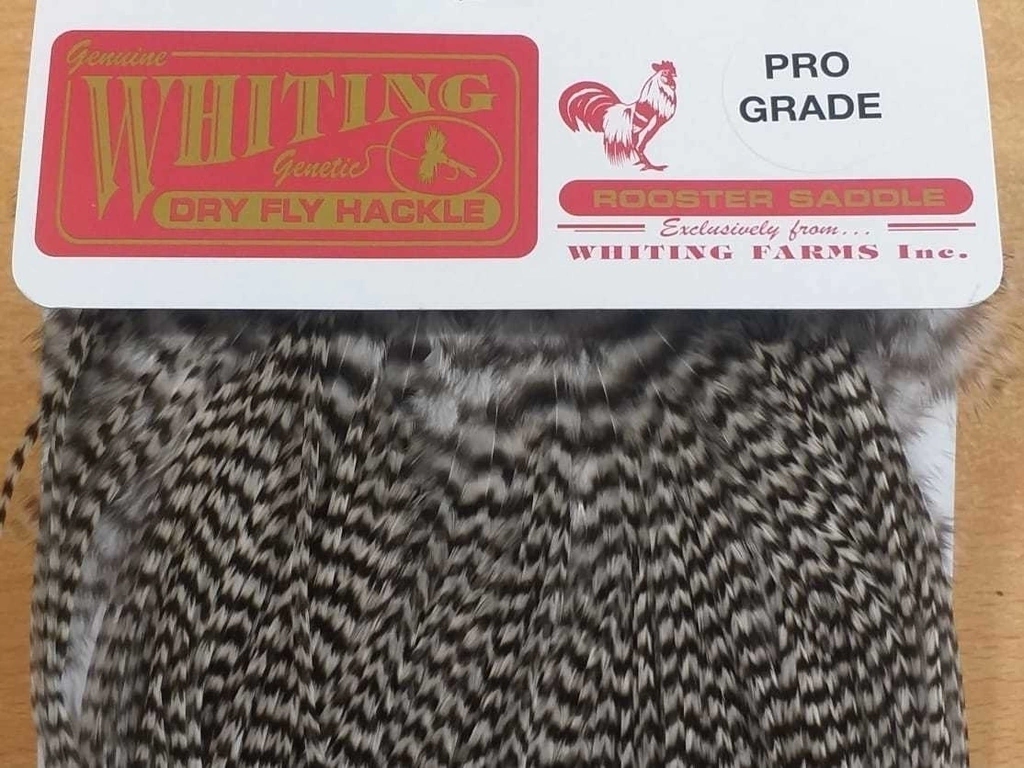 Genuine
WHITING
Genetic
DRY FLY HACKLE
PRO
GRADE
ROOSTER SADDLE
Exclusively from...
WHITING FARMS Inc.